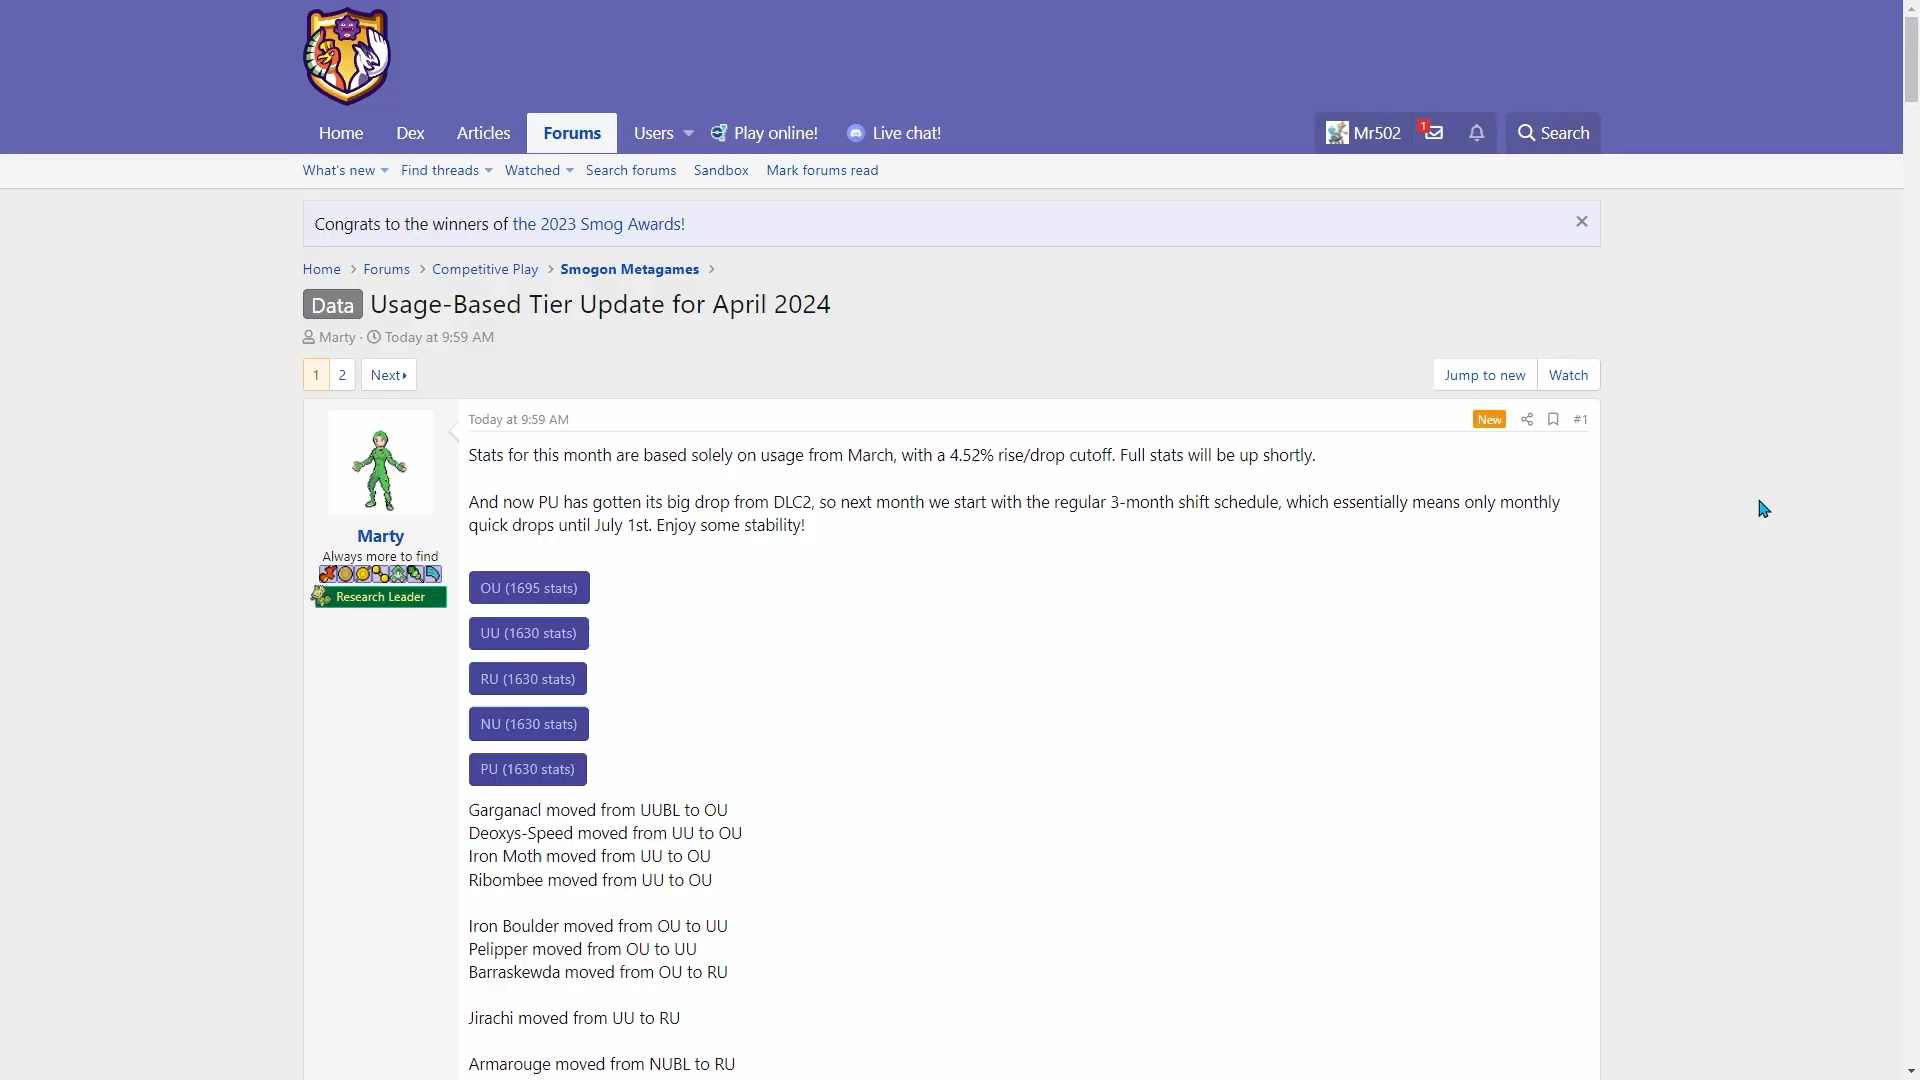 Home Dex Articles Forums Users Play online! Live chat! Mr502 1 Search
What's new Find threads Watched Search forums Sandbox Mark forums read
Congrats to the winners of the 2023 Smog Awards!
Home Forums Competitive Play Smogon Metagames
Data Usage-Based Tier Update for April 2024
Marty · Today at 9:59 AM
1 2 Next Jump to new Watch
Today at 9:59 AM New #1
Marty
Always more to find
Research Leader
Stats for this month are based solely on usage from March, with a 4.52% rise/drop cutoff. Full stats will be up shortly.
And now PU has gotten its big drop from DLC2, so next month we start with the regular 3-month shift schedule, which essentially means only monthly
quick drops until July 1st. Enjoy some stability!
OU (1695 stats)
UU (1630 stats)
RU (1630 stats)
NU (1630 stats)
PU (1630 stats)
Garganacl moved from UUBL to OU
Deoxys-Speed moved from UU to OU
Iron Moth moved from UU to OU
Ribombee moved from UU to OU
Iron Boulder moved from OU to UU
Pelipper moved from OU to UU
Barraskewda moved from OU to RU
Jirachi moved from UU to RU
Armarouge moved from NUBL to RU